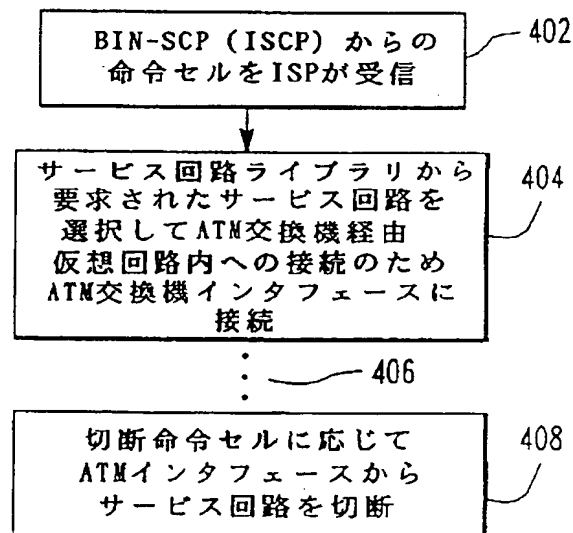 BIN-SCP (ISCP) からの
命令セルをISPが受信
402
サービス回路ライブラリから
要求されたサービス回路を
選択してATM交換機経由
仮想回路内への接続のため
ATM交換機インタフェースに
接続
404
406
切断命令セルに応じて
ATMインタフェースから
サービス回路を切断
408